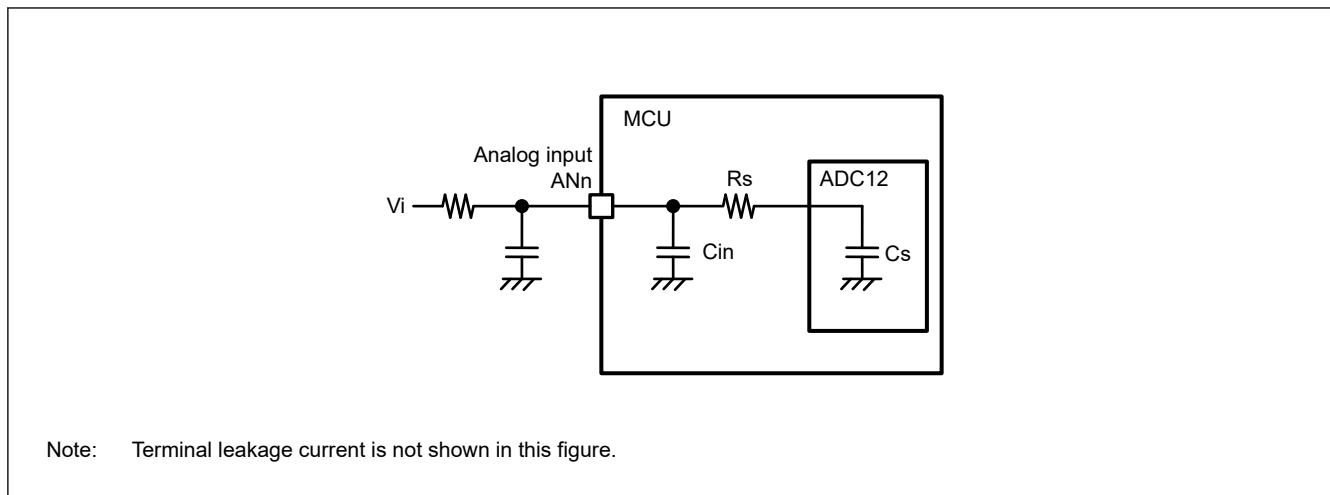 MCU
Analog input
ANn
Rs
ADC12
Vi
Cin
Cs
Note: Terminal leakage current is not shown in this figure.